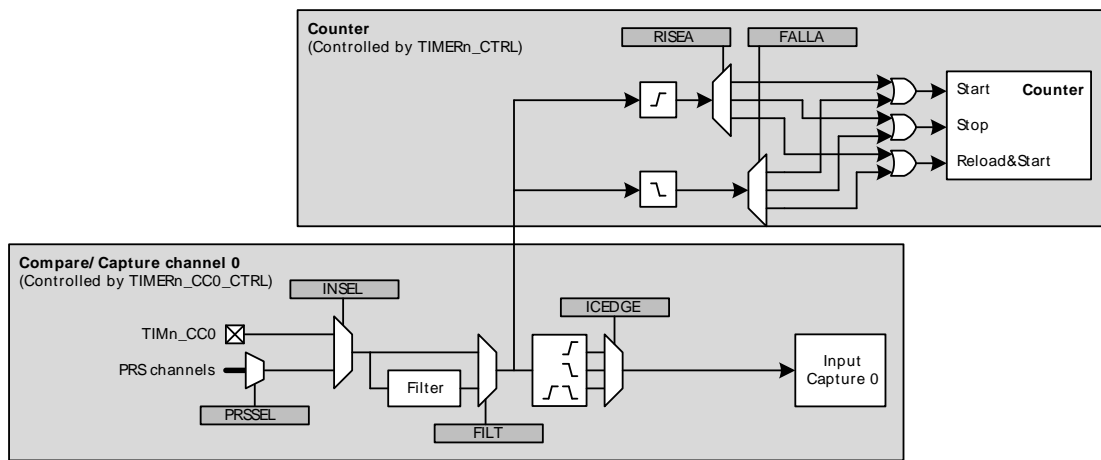 Counter
(Controlled by TIMERn_CTRL)
RISEA
FALLA
Start
Counter
Stop
Reload&Start
Compare/ Capture channel 0
(Controlled by TIMERn_CC0_CTRL)
INSEL
ICEDGE
TIMn_CC0
PRS channels
Filter
Input
Capture 0
PRSSEL
FILT